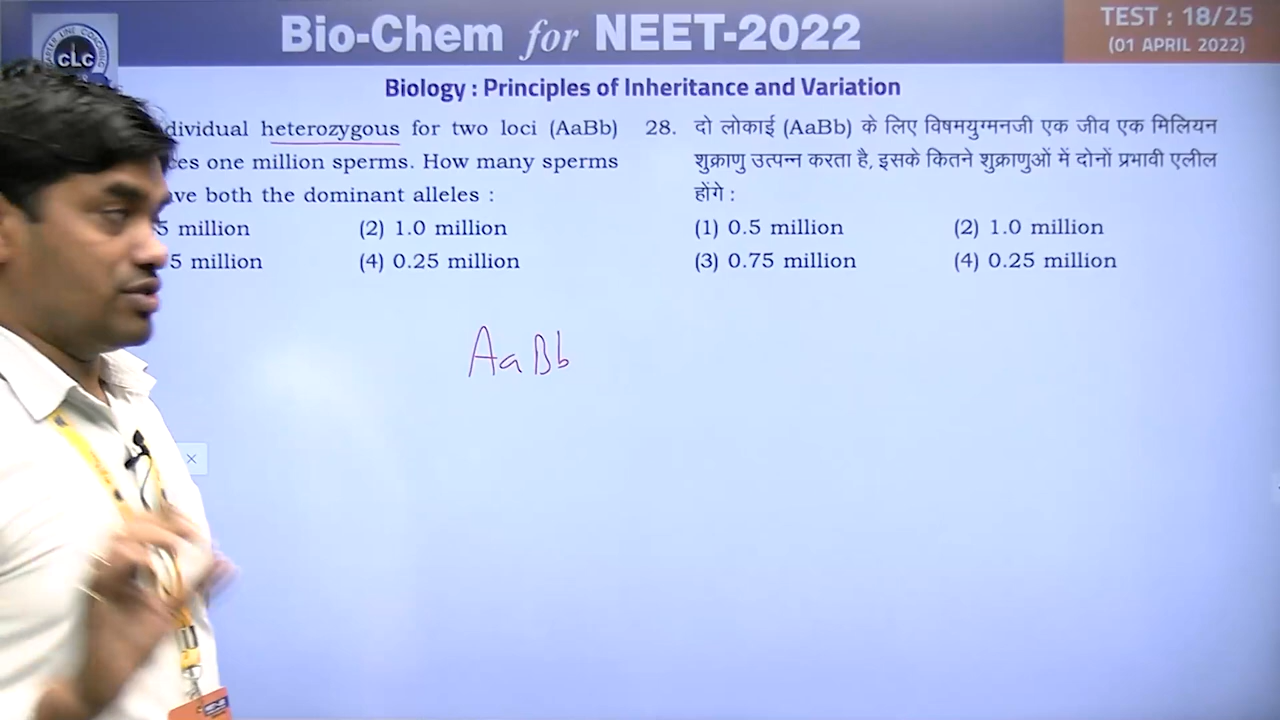 Bio-Chem for NEET-2022
TEST : 18/25
(01 APRIL 2022)
CLC
Biology : Principles of Inheritance and Variation
dividual heterozygous for two loci (AaBb)
es one million sperms. How many sperms
ve both the dominant alleles :
5 million (2) 1.0 million
5 million (4) 0.25 million
28. दो लोकाई (AaBb) के लिए विषमयुग्मनजी एक जीव एक मिलियन
शुक्राणु उत्पन्न करता है, इसके कितने शुक्राणुओं में दोनों प्रभावी एलील
होंगे :
(1) 0.5 million (2) 1.0 million
(3) 0.75 million (4) 0.25 million
AaBb